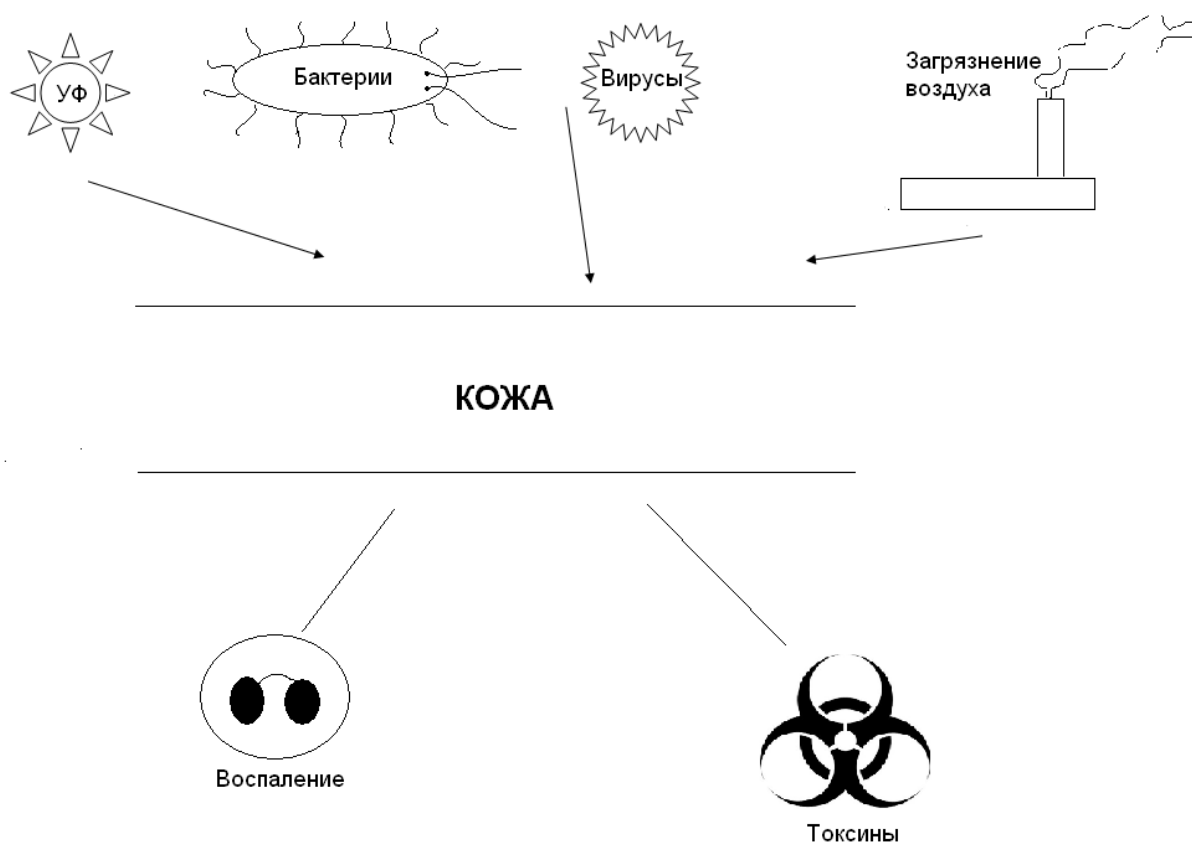 УФ
Бактерии
Вирусы
Загрязнение
воздуха
КОЖА
Воспаление
Токсины